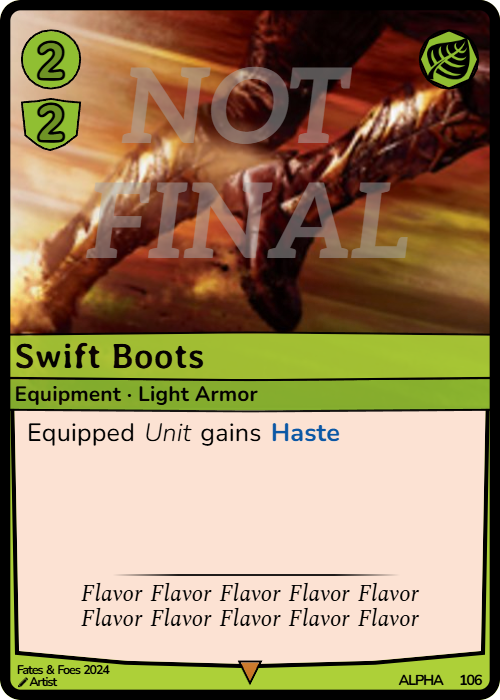 2
2
NOT
FINAL
Swift Boots
Equipment · Light Armor
Equipped Unit gains Haste
Flavor Flavor Flavor Flavor Flavor
Flavor Flavor Flavor Flavor Flavor
Fates & Foes 2024
Artist
ALPHA 106